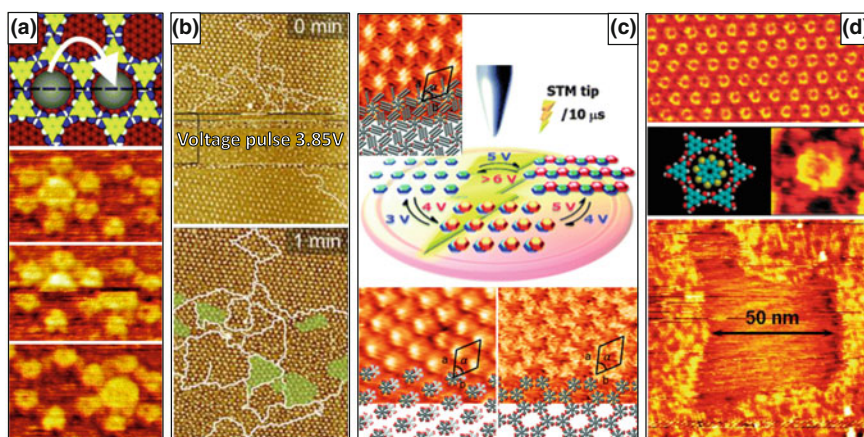 (a)
(b)
0 min
Voltage pulse 3.85V
1 min
(c)
a
b
STM tip
/10 µs
5 V
>6 V
4 V
3 V
5 V
4 V
a
α
b
a
α
b
(d)
50 nm